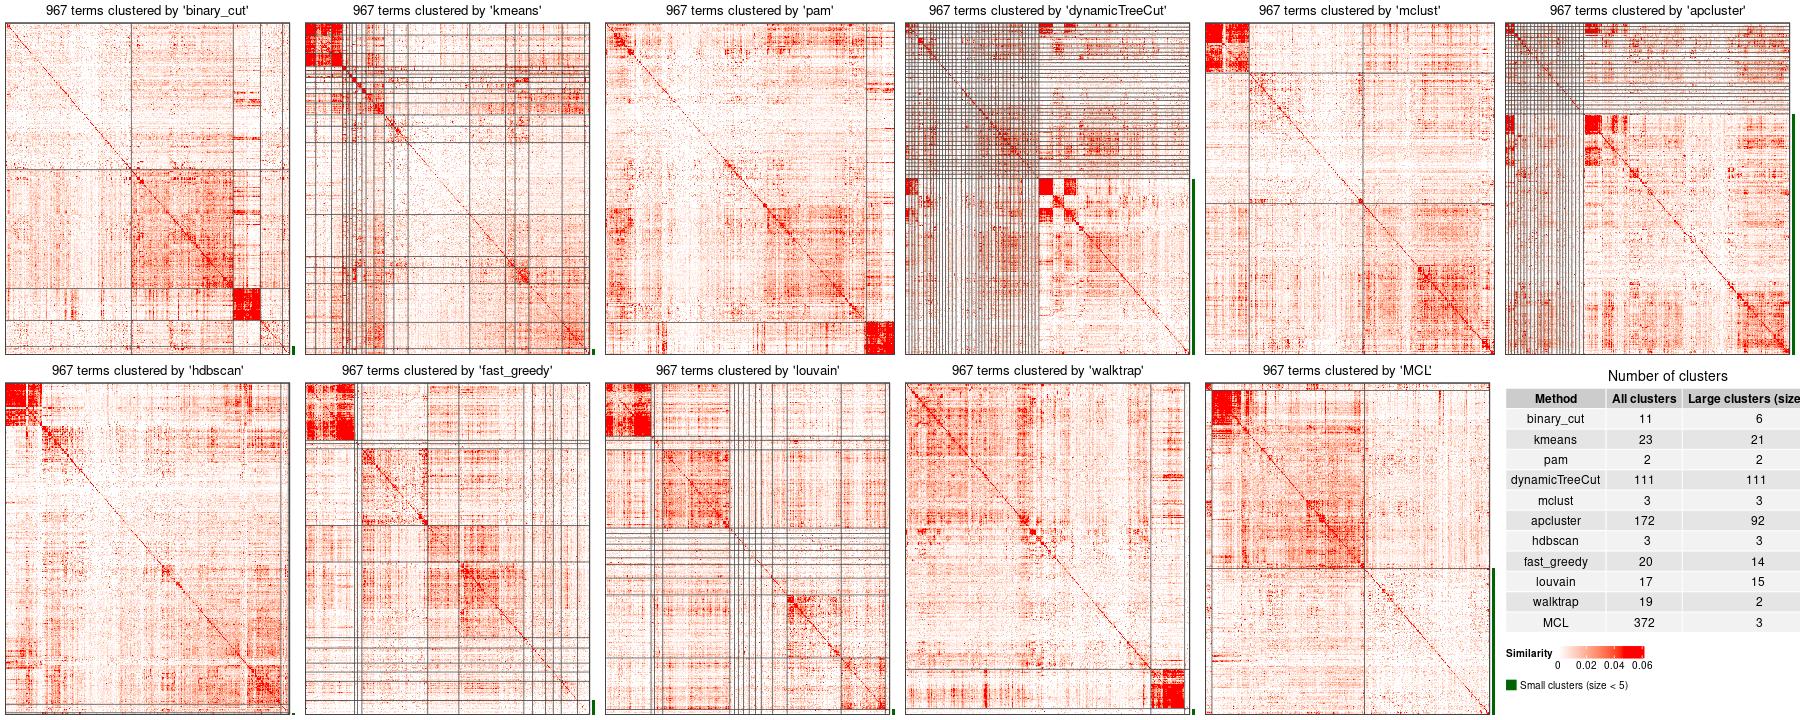 967 terms clustered by 'binary_cut'
967 terms clustered by 'kmeans'
967 terms clustered by 'pam'
967 terms clustered by 'dynamicTreeCut'
967 terms clustered by 'mclust'
967 terms clustered by 'apcluster'
967 terms clustered by 'hdbscan'
967 terms clustered by 'fast_greedy'
967 terms clustered by 'louvain'
967 terms clustered by 'walktrap'
967 terms clustered by 'MCL'
Number of clusters
Method All clusters Large clusters (size
binary_cut 11 6
kmeans 23 21
pam 2 2
dynamicTreeCut 111 111
mclust 3 3
apcluster 172 92
hdbscan 3 3
fast_greedy 20 14
louvain 17 15
walktrap 19 2
MCL 372 3
Similarity
0 0.02 0.04 0.06
Small clusters (size < 5)